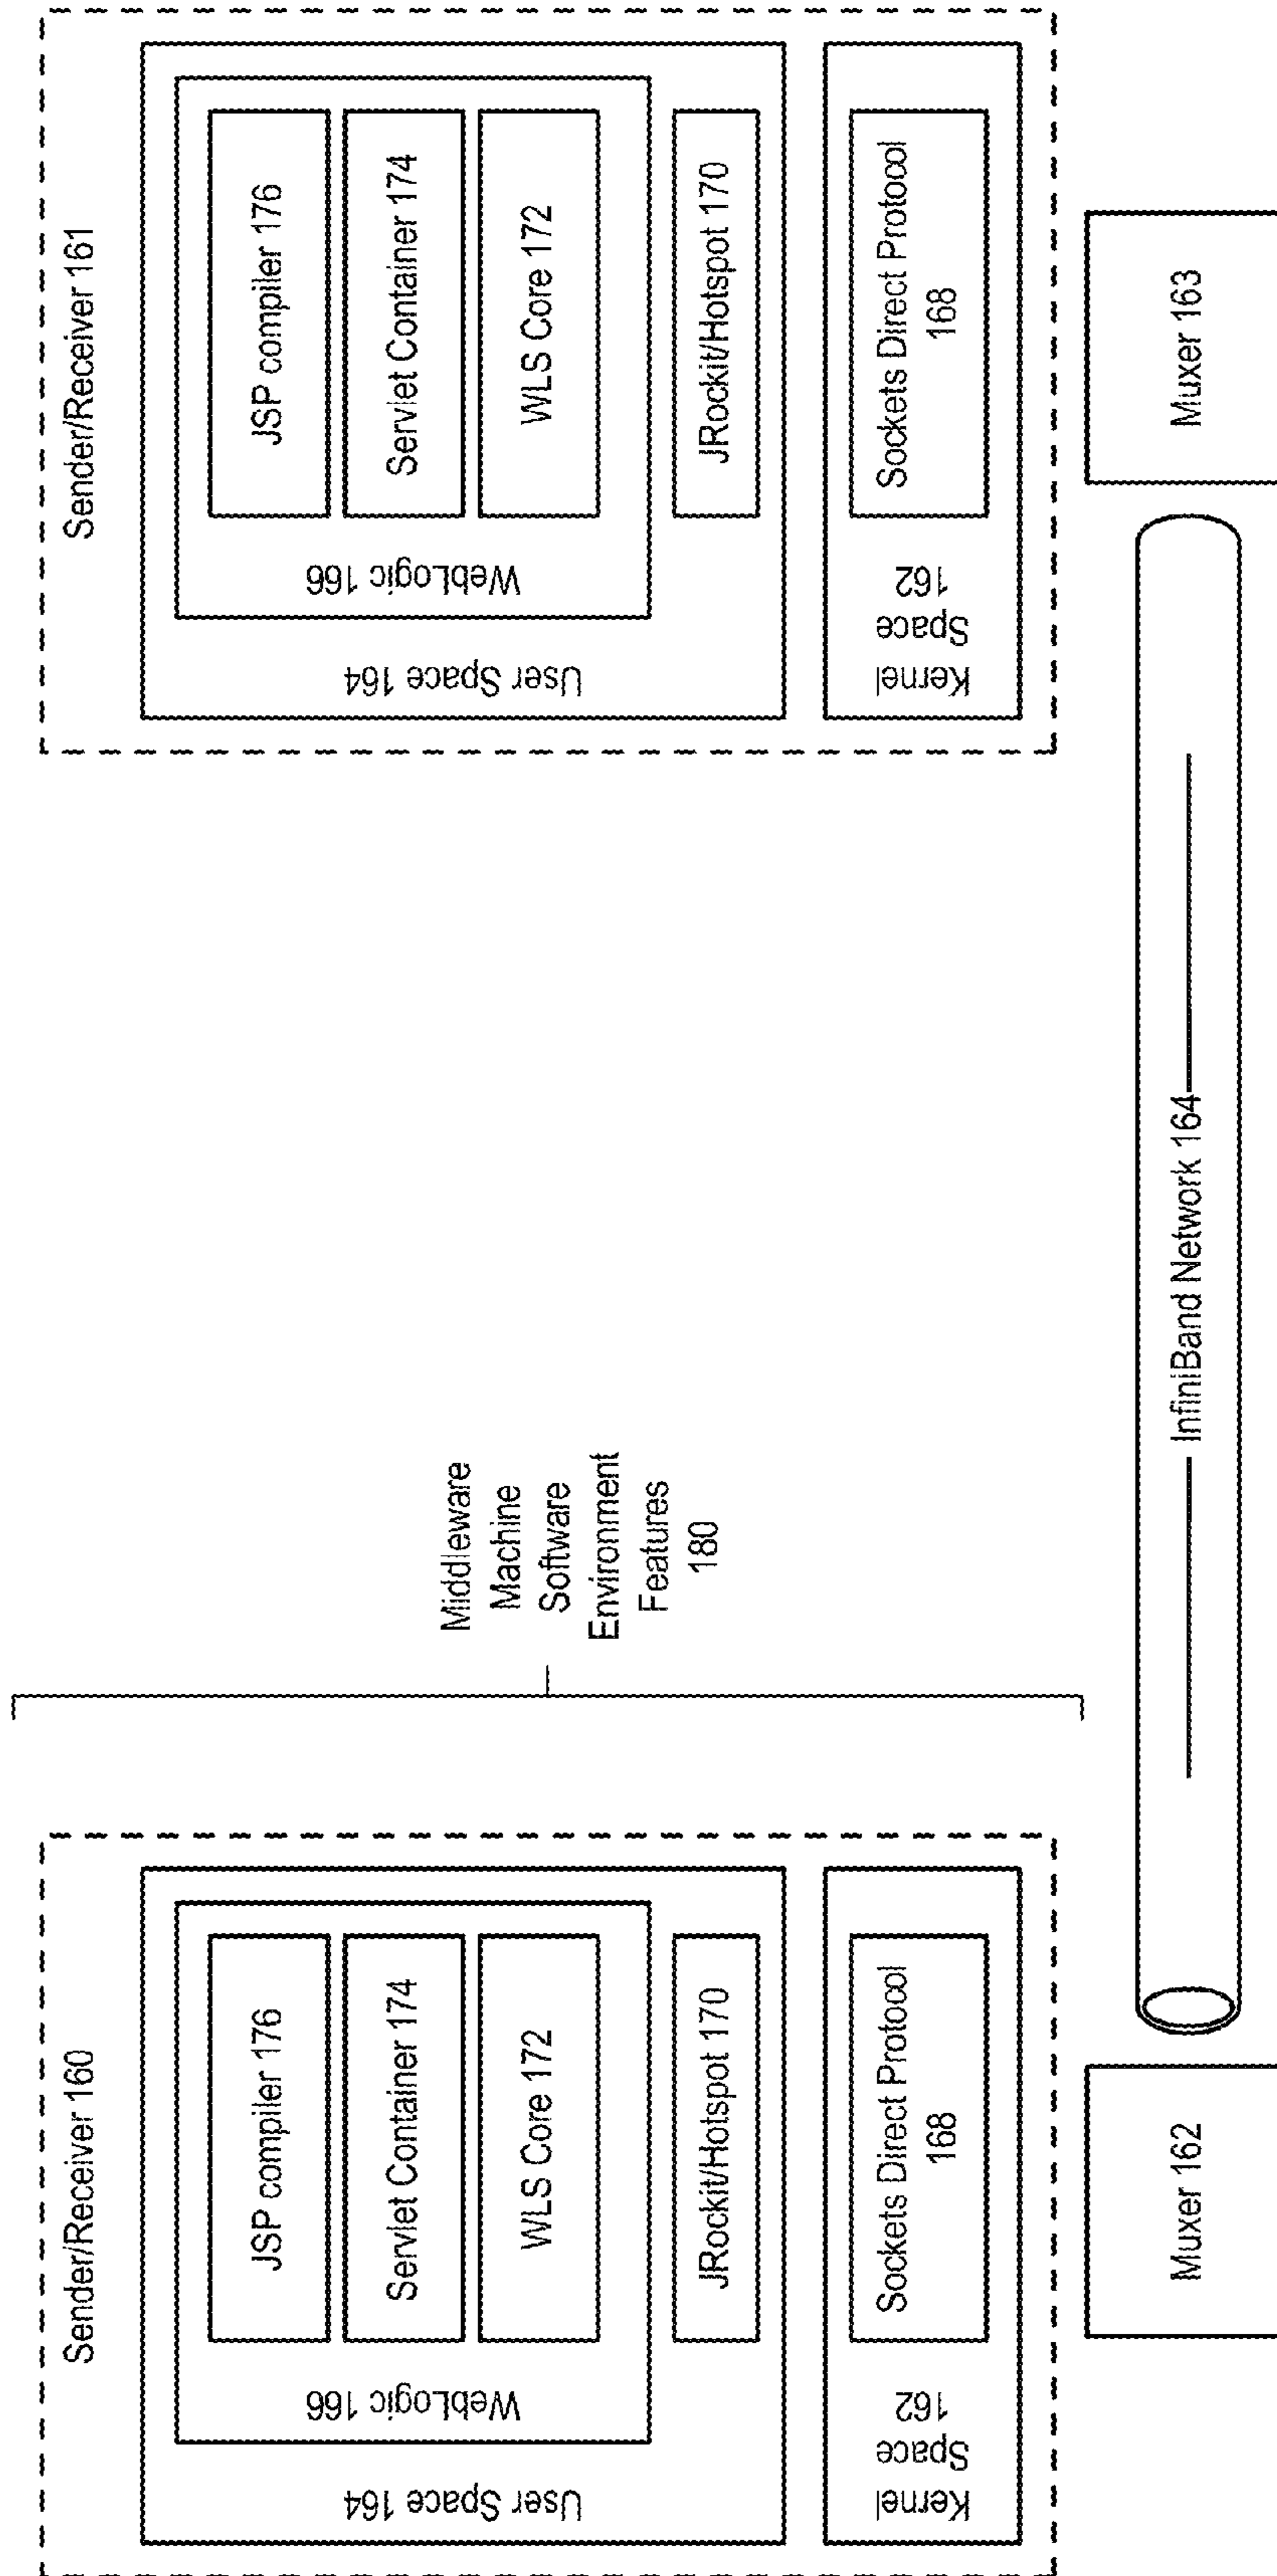 Sender/Receiver 160
User Space 164
WebLogic 166
JSP compiler 176
Servlet Container 174
WLS Core 172
JRockit/Hotspot 170
Kernel
Space
162
Sockets Direct Protocol
168
Muxer 162
Middleware
Machine
Software
Environment
Features
180
InfiniBand Network 164
Sender/Receiver 161
User Space 164
WebLogic 166
JSP compiler 176
Servlet Container 174
WLS Core 172
JRockit/Hotspot 170
Kernel
Space
162
Sockets Direct Protocol
168
Muxer 163